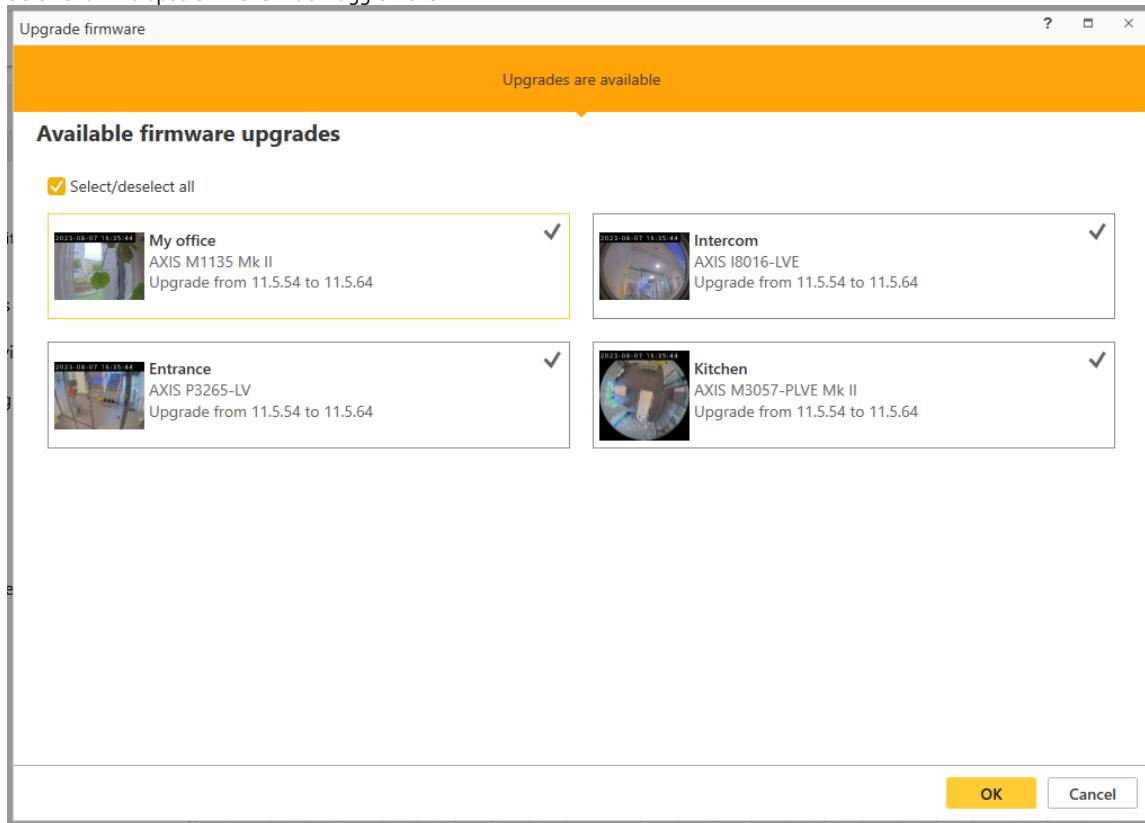 Upgrade firmware
?
Upgrades are available
Available firmware upgrades
Select/deselect all
2023-08-07 16:35:44
My office
AXIS M1135 Mk II
Upgrade from 11.5.54 to 11.5.64
2023-08-07 16:35:44
Intercom
AXIS I8016-LVE
Upgrade from 11.5.54 to 11.5.64
2023-08-07 16:35:44
Entrance
AXIS P3265-LV
Upgrade from 11.5.54 to 11.5.64
2023-08-07 16:35:44
Kitchen
AXIS M3057-PLVE Mk II
Upgrade from 11.5.54 to 11.5.64
OK
Cancel